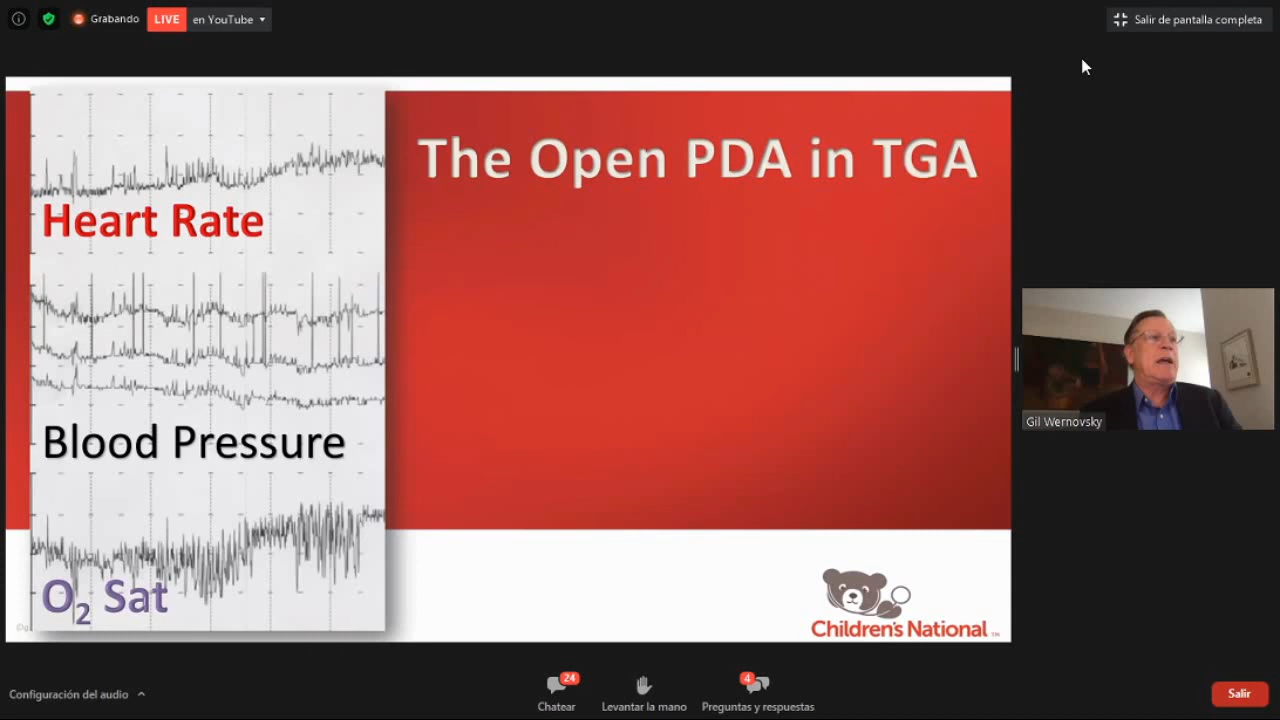 Grabando
LIVE
en YouTube
Salir de pantalla completa
The Open PDA in TGA
Heart Rate
Blood Pressure
O₂ Sat
Children's National™
Gil Wernovsky
Configuración del audio
24
Chatear
Levantar la mano
4
Preguntas y respuestas
Salir